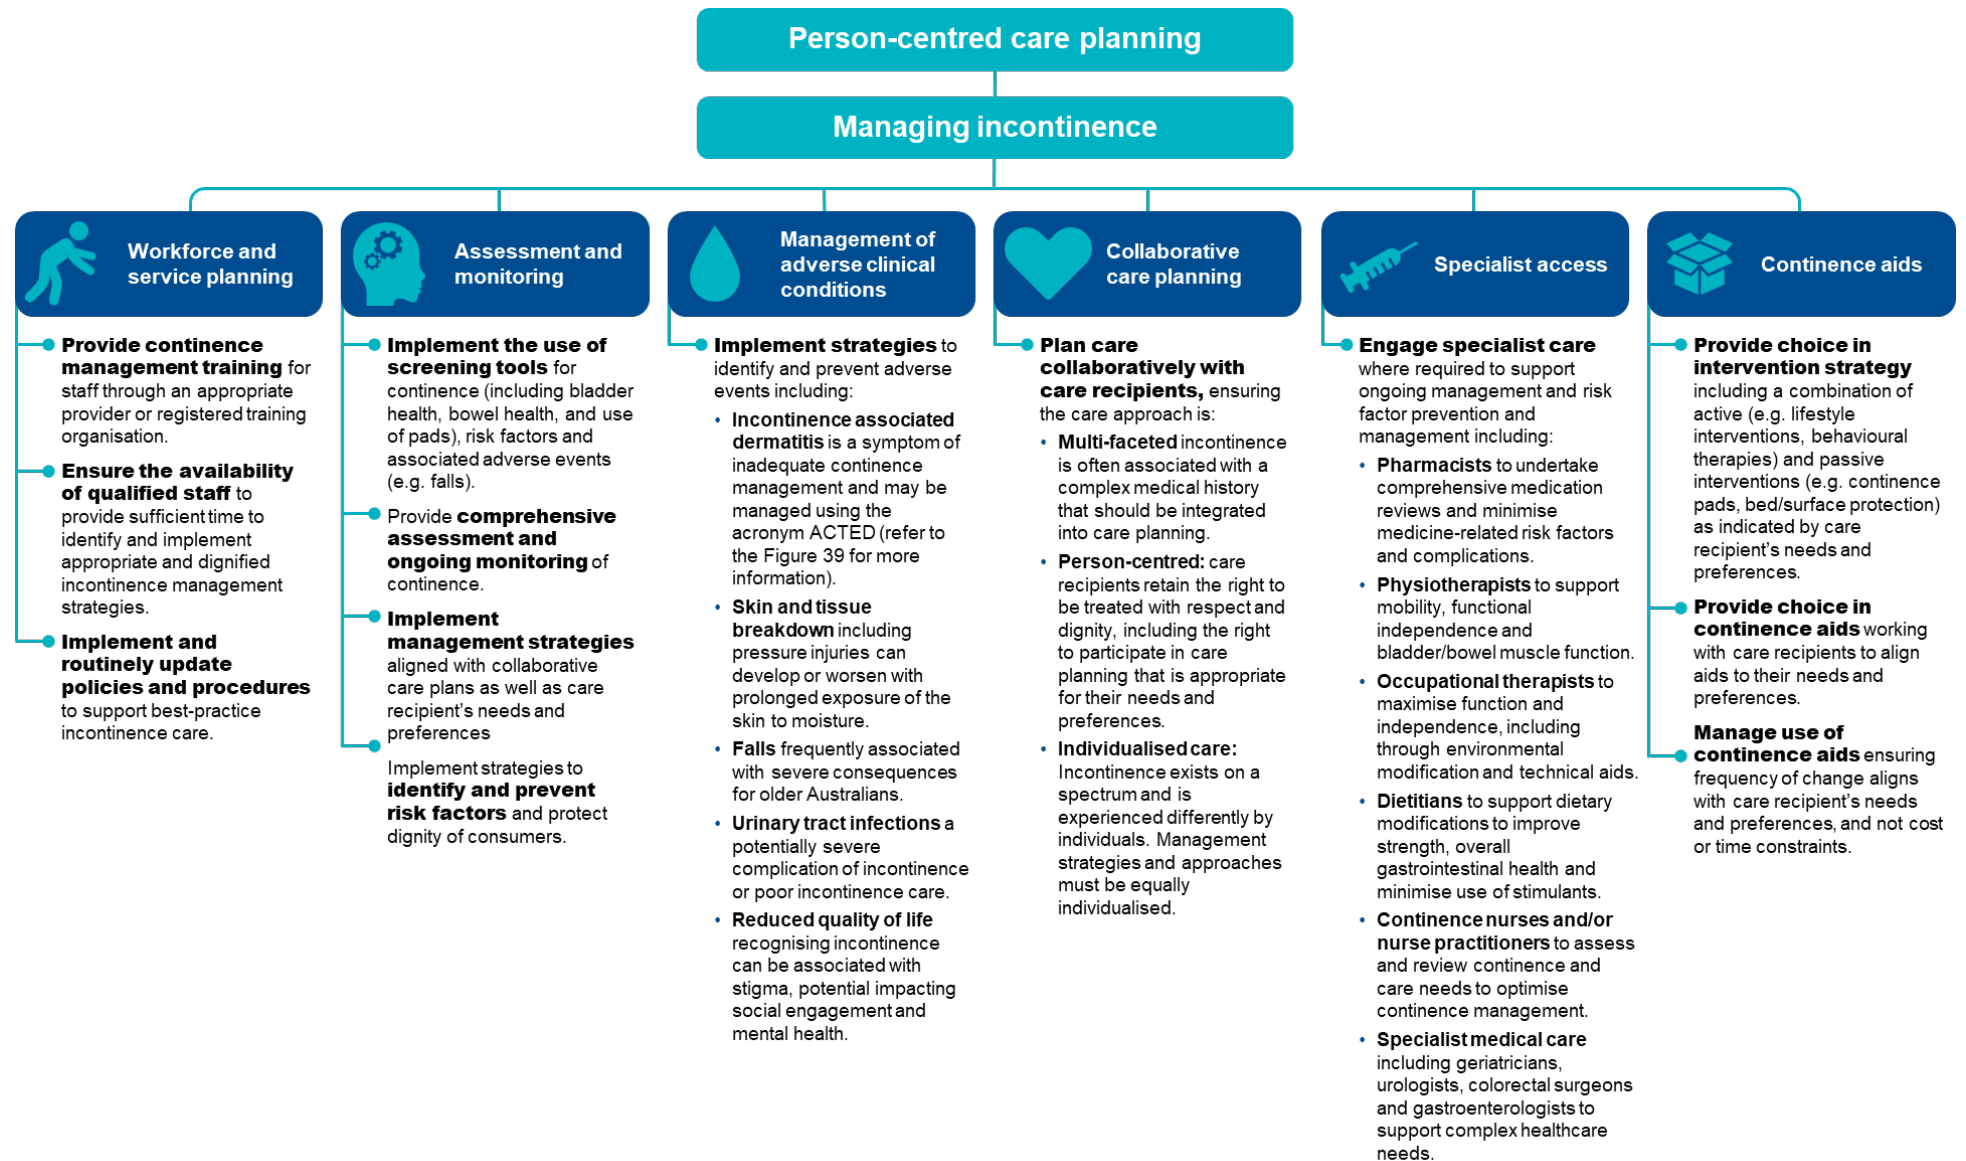 Person-centred care planning
Managing incontinence
Workforce and
service planning
Provide continence
management training for
staff through an appropriate
provider or registered training
organisation.
Ensure the availability
of qualified staff to
provide sufficient time to
identify and implement
appropriate and dignified
incontinence management
strategies.
Implement and
routinely update
policies and procedures
to support best-practice
incontinence care.
Assessment and
monitoring
Implement the use of
screening tools for
continence (including bladder
health, bowel health, and use
of pads), risk factors and
associated adverse events
(e.g. falls).
Provide comprehensive
assessment and
ongoing monitoring of
continence.
Implement
management strategies
aligned with collaborative
care plans as well as care
recipient's needs and
preferences
Implement strategies to
identify and prevent
risk factors and protect
dignity of consumers.
Management of
adverse clinical
conditions
Implement strategies to
identify and prevent adverse
events including:
• Incontinence associated
dermatitis is a symptom of
inadequate continence
management and may be
managed using the
acronym ACTED (refer to
the Figure 39 for more
information).
• Skin and tissue
breakdown including
pressure injuries can
develop or worsen with
prolonged exposure of the
skin to moisture.
• Falls frequently associated
with severe consequences
for older Australians.
• Urinary tract infections a
potentially severe
complication of incontinence
or poor incontinence care.
• Reduced quality of life
recognising incontinence
can be associated with
stigma, potential impacting
social engagement and
mental health.
Collaborative
care planning
Plan care
collaboratively with
care recipients, ensuring
the care approach is:
• Multi-faceted incontinence
is often associated with a
complex medical history
that should be integrated
into care planning.
• Person-centred: care
recipients retain the right to
be treated with respect and
dignity, including the right
to participate in care
planning that is appropriate
for their needs and
preferences.
• Individualised care:
Incontinence exists on a
spectrum and is
experienced differently by
individuals. Management
strategies and approaches
must be equally
individualised.
Specialist access
Engage specialist care
where required to support
ongoing management and risk
factor prevention and
management including:
• Pharmacists to undertake
comprehensive medication
reviews and minimise
medicine-related risk factors
and complications.
• Physiotherapists to support
mobility, functional
independence and
bladder/bowel muscle function.
• Occupational therapists to
maximise function and
independence, including
through environmental
modification and technical aids.
• Dietitians to support dietary
modifications to improve
strength, overall
gastrointestinal health and
minimise use of stimulants.
• Continence nurses and/or
nurse practitioners to assess
and review continence and
care needs to optimise
continence management.
• Specialist medical care
including geriatricians,
urologists, colorectal surgeons
and gastroenterologists to
support complex healthcare
needs.
Continence aids
Provide choice in
intervention strategy
including a combination of
active (e.g. lifestyle
interventions, behavioural
therapies) and passive
interventions (e.g. continence
pads, bed/surface protection)
as indicated by care
recipient's needs and
preferences.
Provide choice in
continence aids working
with care recipients to align
aids to their needs and
preferences.
Manage use of
continence aids ensuring
frequency of change aligns
with care recipient's needs
and preferences, and not cost
or time constraints.